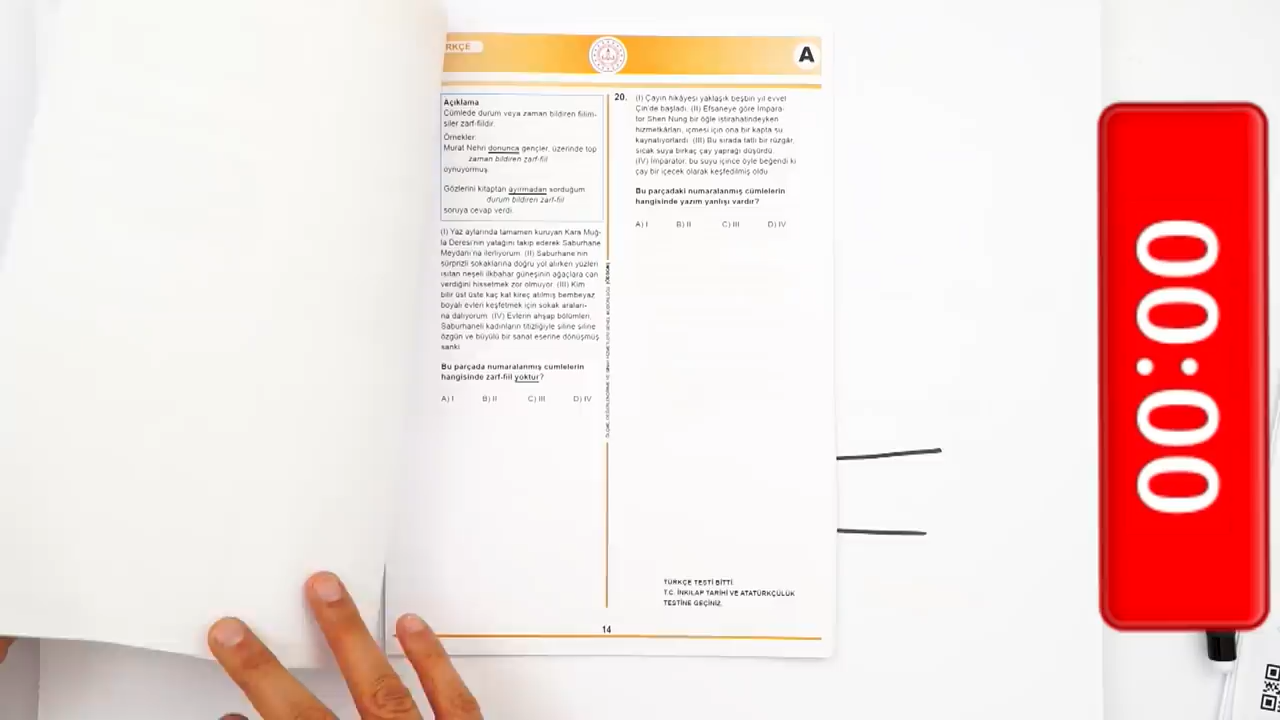 RKÇE
A
Açıklama
Cümlede durum veya zaman bildiren fiilim-
siler zarf-fiildir.
Örnekler:
Murat Nehri donunca gençler, üzerinde top
zaman bildiren zarf-fiil
oynuyormuş.
Gözlerini kitaptan ayırmadan sorduğum
durum bildiren zarf-fiil
soruya cevap verdi.
(I) Yaz aylarında tamamen kuruyan Kara Muğ-
la Deresi'nin yatağını takip ederek Saburhane
Meydanı'na ilerliyorum. (II) Saburhane'nin
sürprizli sokaklarına doğru yol alırken yüzleri
ısıtan neşeli ilkbahar güneşinin ağaçlara can
verdiğini hissetmek zor olmuyor. (III) Kim
bilir üst üste kaç kat kireç atılmış bembeyaz
boyalı evleri keşfetmek için sokak araları-
na dalıyorum. (IV) Evlerin ahşap bölümleri,
Saburhaneli kadınların titizliğiyle siline siline
özgün ve büyülü bir sanat eserine dönüşmüş
sanki.
Bu parçada numaralanmış cümlelerin
hangisinde zarf-fiil yoktur?
A) I B) II C) III D) IV
20. (I) Çayın hikâyesi yaklaşık beşbin yıl evvel
Çin'de başladı. (II) Efsaneye göre İmpara-
tor Shen Nung bir öğle istirahatindeyken
hizmetkârları, içmesi için ona bir kapta su
kaynatıyorlardı. (III) Bu sırada tatlı bir rüzgâr,
sıcak suya birkaç çay yaprağı düşürdü.
(IV) İmparator, bu suyu içince öyle beğendi ki
çay bir içecek olarak keşfedilmiş oldu.
Bu parçadaki numaralanmış cümlelerin
hangisinde yazım yanlışı vardır?
A) I B) II C) III D) IV
TÜRKÇE TESTİ BİTTİ.
T.C. İNKILAP TARİHİ VE ATATÜRKÇÜLÜK
TESTİNE GEÇİNİZ.
14
00:00